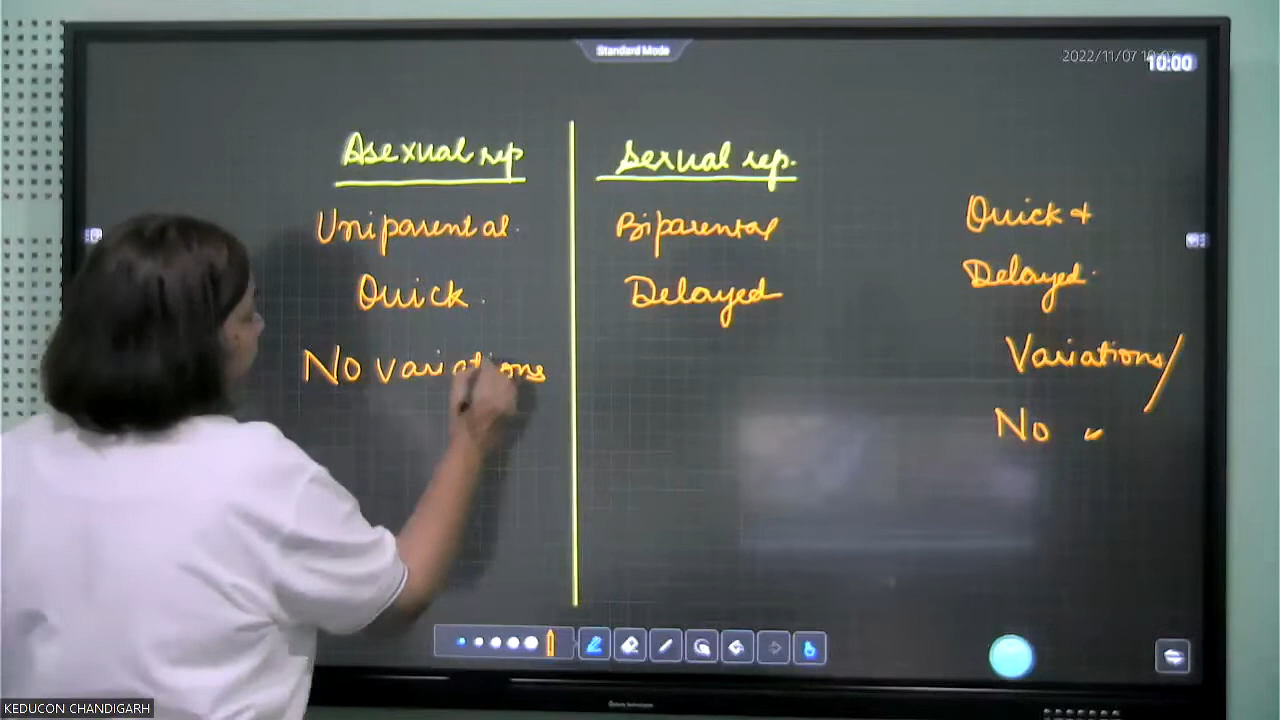 Standard Mode
2022/11/07
10:00
Asexual rep
Sexual rep.
Uniparental.
Biparental
Quick +
Quick.
Delayed
Delayed.
No variations
Variations/
No "
KEDUCON CHANDIGARH